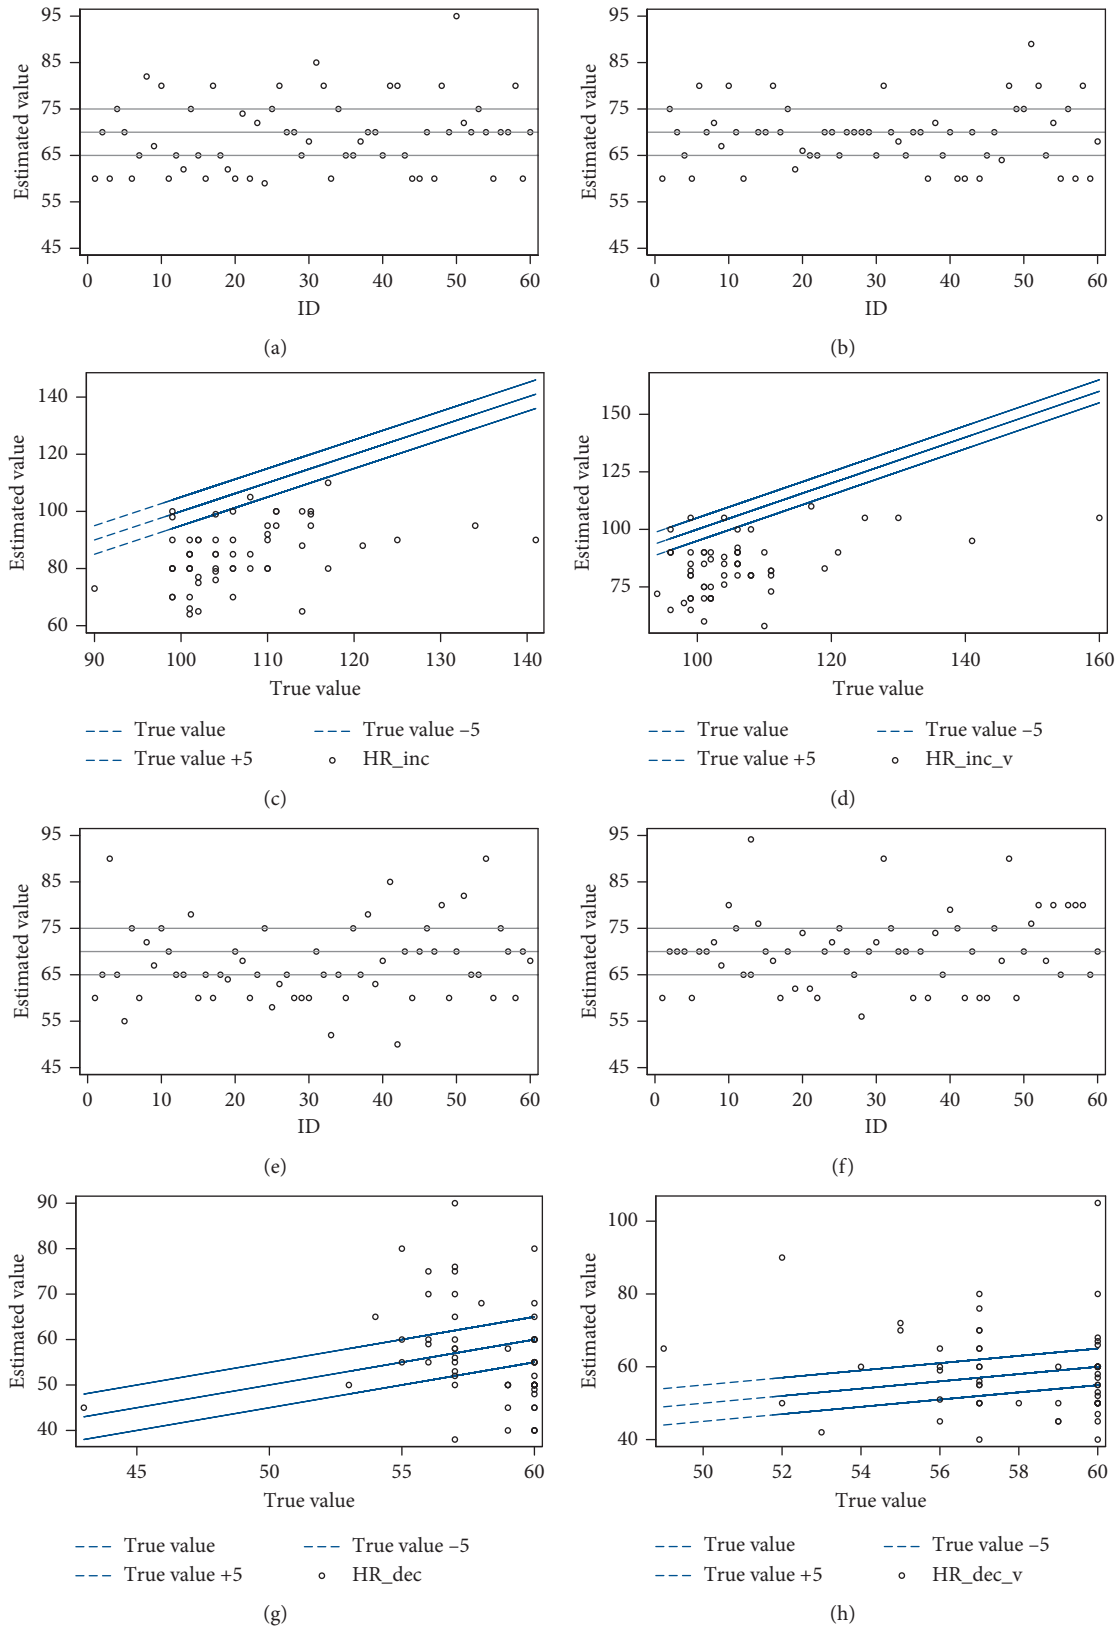 95
85
75
65
55
45
Estimated value
0 10 20 30 40 50 60
ID
(a)
95
85
75
65
55
45
Estimated value
0 10 20 30 40 50 60
ID
(b)
140
120
100
80
60
Estimated value
90 100 110 120 130 140
True value
True value
True value –5
True value +5
HR_inc
(c)
150
125
100
75
Estimated value
100 120 140 160
True value
True value
True value –5
True value +5
HR_inc_v
(d)
95
85
75
65
55
45
Estimated value
0 10 20 30 40 50 60
ID
(e)
95
85
75
65
55
45
Estimated value
0 10 20 30 40 50 60
ID
(f)
90
80
70
60
50
40
Estimated value
45 50 55 60
True value
True value
True value –5
True value +5
HR_dec
(g)
100
80
60
40
Estimated value
50 52 54 56 58 60
True value
True value
True value –5
True value +5
HR_dec_v
(h)